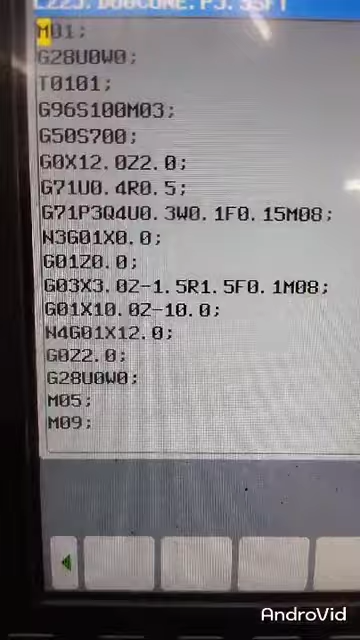 M01;
G28U0W0;
T0101;
G96S100M03;
G50S700;
G0X12.0Z2.0;
G71U0.4R0.5;
G71P3Q4U0.3W0.1F0.15M08;
N3G01X0.0;
G01Z0.0;
G03X3.0Z-1.5R1.5F0.1M08;
G01X10.0Z-10.0;
N4G01X12.0;
G0Z2.0;
G28U0W0;
M05;
M09;
AndroVid